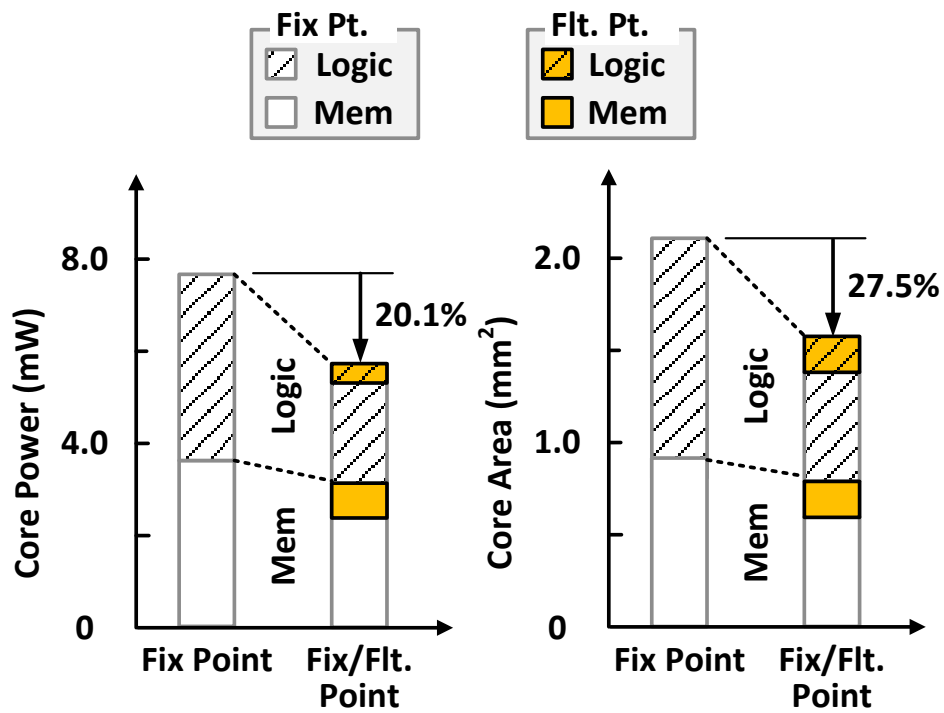 Fix Pt.
Logic
Mem
Flt. Pt.
Logic
Mem
Core Power (mW)
8.0
4.0
0
20.1%
Logic
Mem
Fix Point
Fix/Flt.
Point
Core Area (mm²)
2.0
1.0
0
27.5%
Logic
Mem
Fix Point
Fix/Flt.
Point